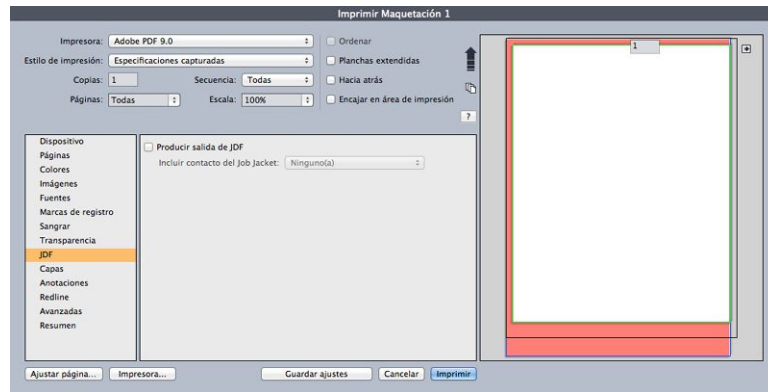 Imprimir Maquetación 1
Impresora: Adobe PDF 9.0
Ordenar
Estilo de impresión: Especificaciones capturadas
Planchas extendidas
Copias: 1 Secuencia: Todas
Hacia atrás
Páginas: Todas Escala: 100%
Encajar en área de impresión
?
1
Dispositivo
Páginas
Colores
Imágenes
Fuentes
Marcas de registro
Sangrar
Transparencia
JDF
Capas
Anotaciones
Redline
Avanzadas
Resumen
Producir salida de JDF
Incluir contacto del Job Jacket: Ninguno(a)
Ajustar página... Impresora... Guardar ajustes Cancelar Imprimir